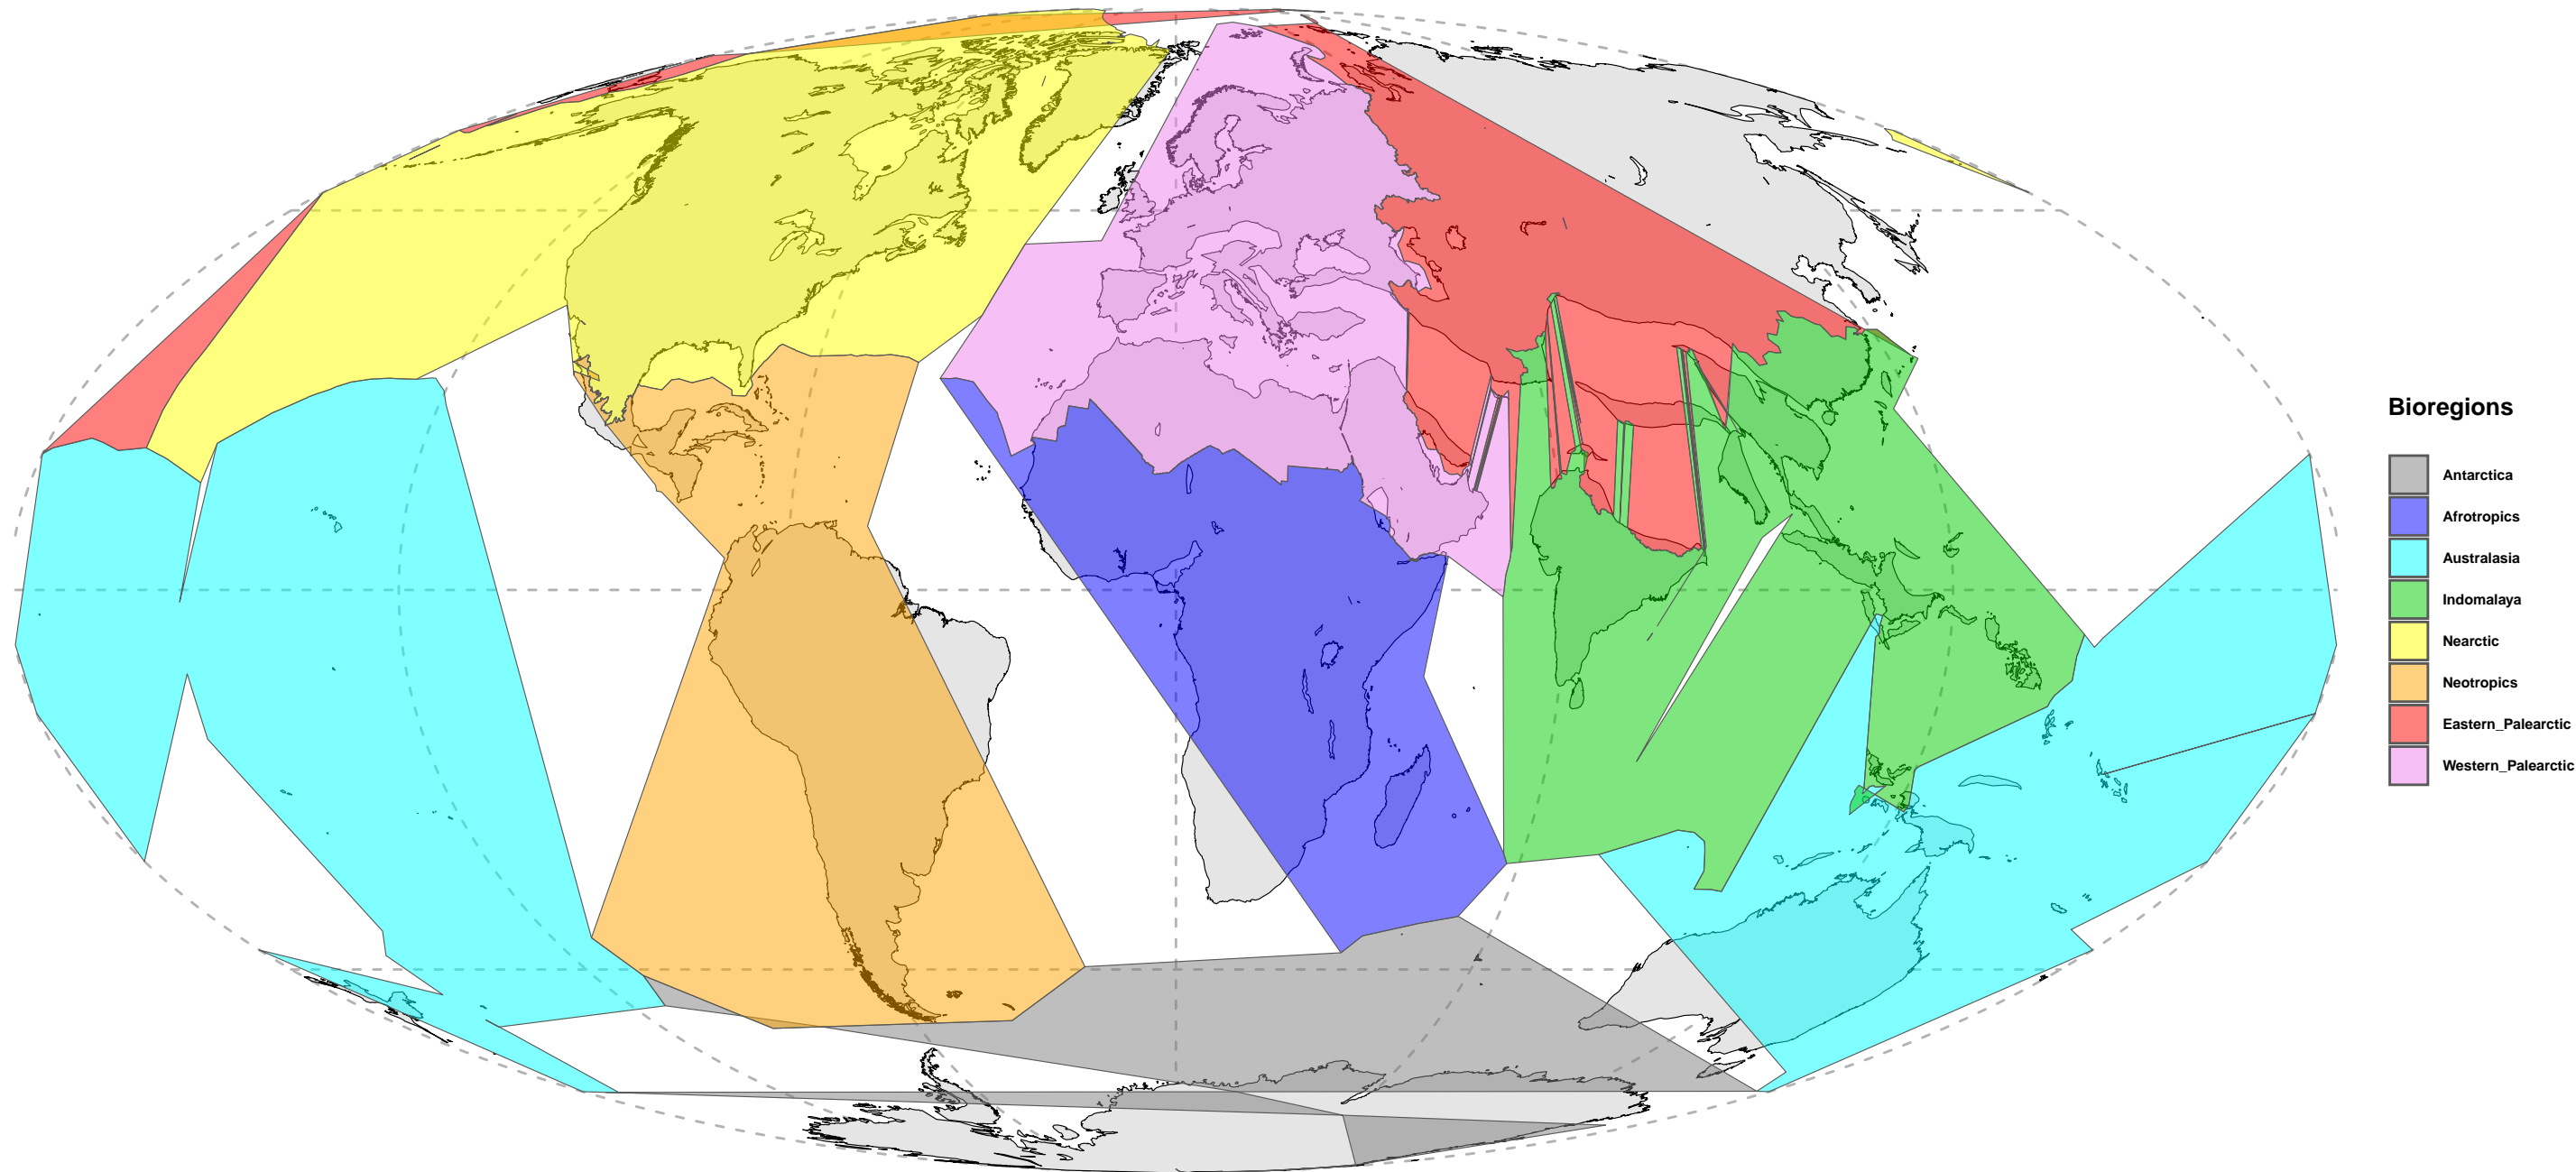 Bioregions
Antarctica
Afrotropics
Australasia
Indomalaya
Nearctic
Neotropics
Eastern_Palearctic
Western_Palearctic